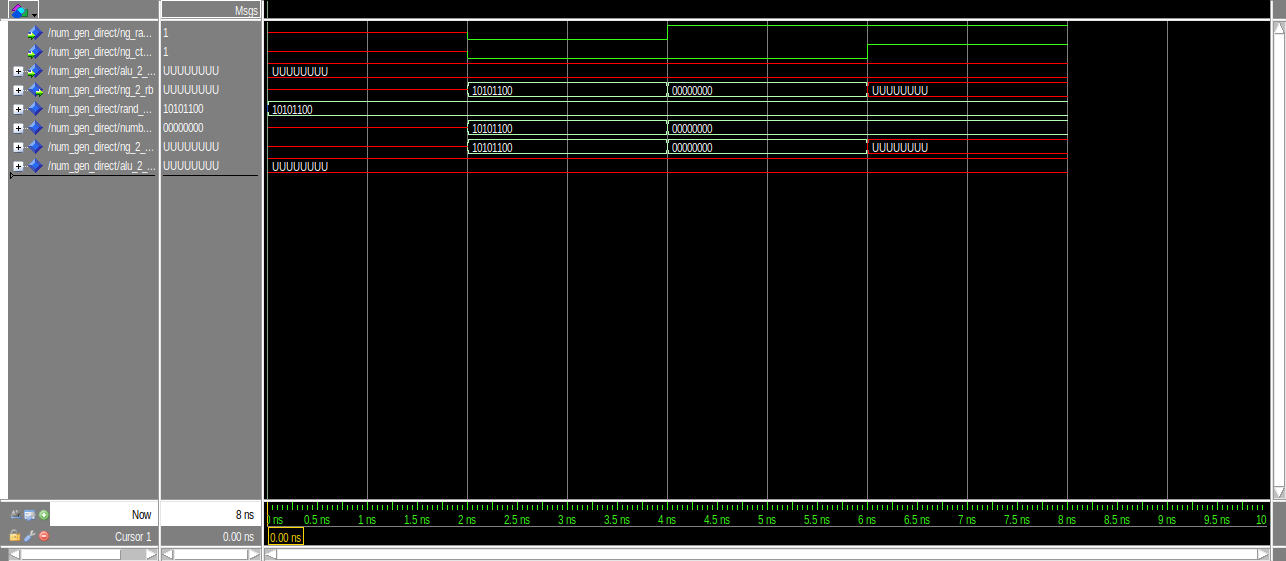 Msgs
/num_gen_direct/ng_ra... 1
/num_gen_direct/ng_ct... 1
/num_gen_direct/alu_2_... UUUUUUUU UUUUUUUU
/num_gen_direct/ng_2_rb UUUUUUUU 10101100 00000000 UUUUUUUU
/num_gen_direct/rand_... 10101100 10101100
/num_gen_direct/numb... 00000000 10101100 00000000
/num_gen_direct/ng_2_... UUUUUUUU 10101100 00000000 UUUUUUUU
/num_gen_direct/alu_2_... UUUUUUUU UUUUUUUU
Now 8 ns ns 0.5 ns 1 ns 1.5 ns 2 ns 2.5 ns 3 ns 3.5 ns 4 ns 4.5 ns 5 ns 5.5 ns 6 ns 6.5 ns 7 ns 7.5 ns 8 ns 8.5 ns 9 ns 9.5 ns 10
Cursor 1 0.00 ns 0.00 ns